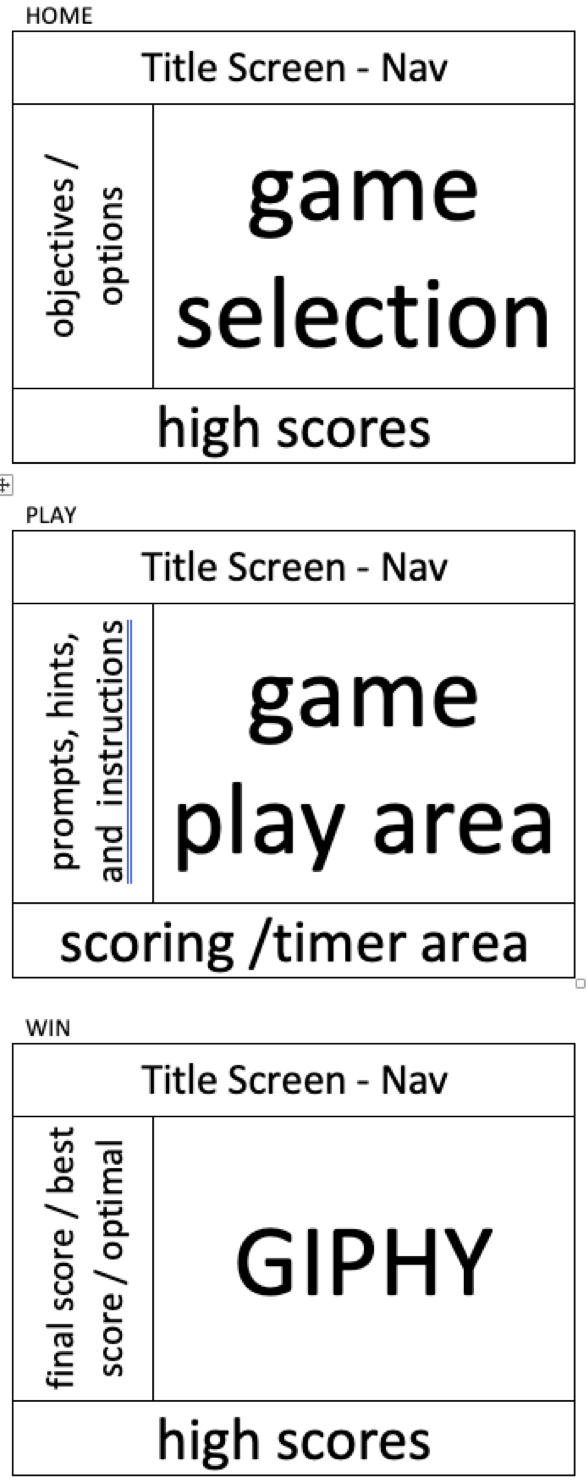 HOME
Title Screen - Nav
objectives /
options
game
selection
high scores
PLAY
Title Screen - Nav
prompts, hints,
and  instructions
game
play area
scoring /timer area
WIN
Title Screen - Nav
final score / best
score / optimal
GIPHY
high scores